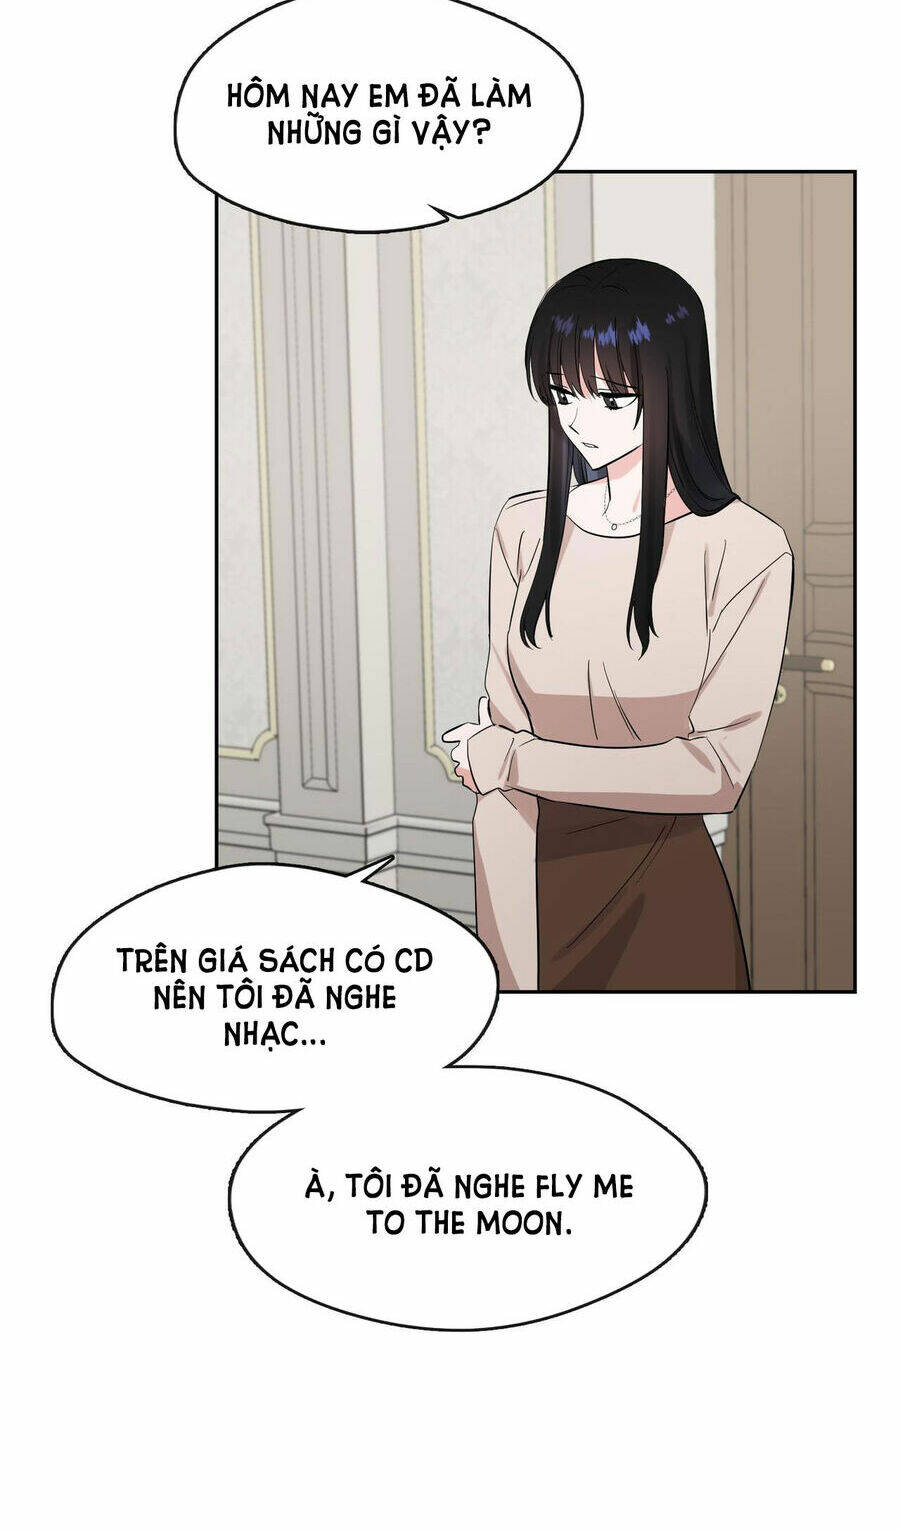 HÔM NAY EM ĐÃ LÀM
NHỮNG GÌ VẬY?
TRÊN GIÁ SÁCH CÓ CD
NÊN TÔI ĐÃ NGHE
NHẠC...
À, TÔI ĐÃ NGHE FLY ME
TO THE MOON.